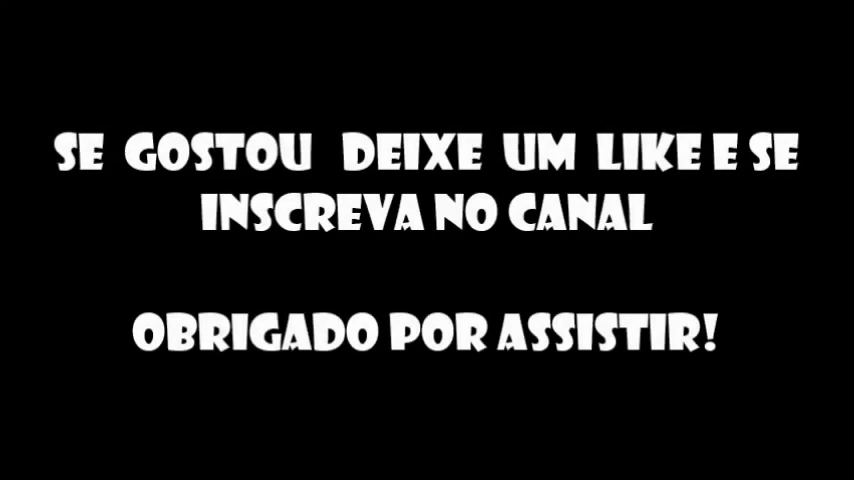 SE GOSTOU DEIXE UM LIKE E SE
INSCREVA NO CANAL
OBRIGADO POR ASSISTIR!